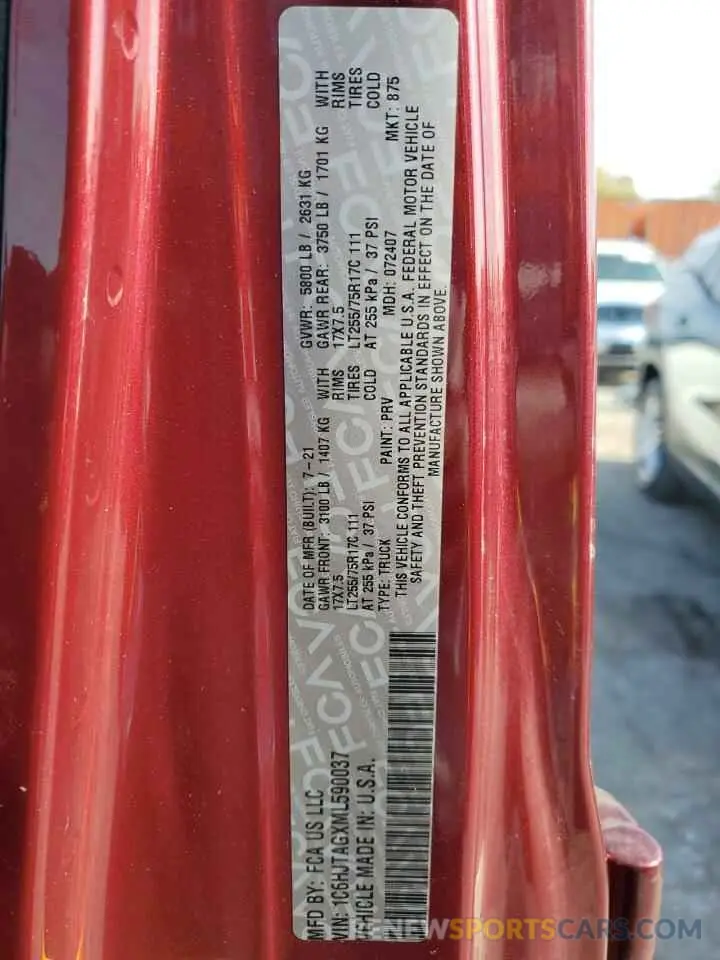 MFD BY: FCA US LLC
DATE OF MFR (BUILT): 7-21
GVWR: 5800 LB / 2631 KG
GAWR FRONT: 3100 LB / 1407 KG WITH
GAWR REAR: 3750 LB / 1701 KG WITH
17X7.5 RIMS
17X7.5 RIMS
LT255/75R17C 111 TIRES
LT255/75R17C 111 TIRES
AT 255 kPa / 37 PSI COLD
AT 255 kPa / 37 PSI COLD
VIN: 1C6HJTAGXML590037
TYPE: TRUCK PAINT: PRV MDH: 072407 MKT: 875
VEHICLE MADE IN: U.S.A.
THIS VEHICLE CONFORMS TO ALL APPLICABLE U.S.A. FEDERAL MOTOR VEHICLE
SAFETY AND THEFT PREVENTION STANDARDS IN EFFECT ON THE DATE OF
MANUFACTURE SHOWN ABOVE.
RENEWSPORTSCARS.COM